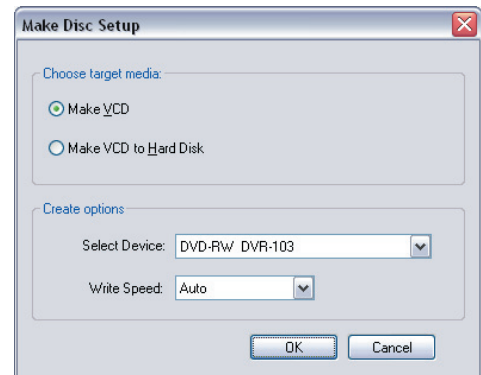 Make Disc Setup
Choose target media:
Make VCD
Make VCD to Hard Disk
Create options
Select Device: DVD-RW DVR-103
Write Speed: Auto
OK Cancel